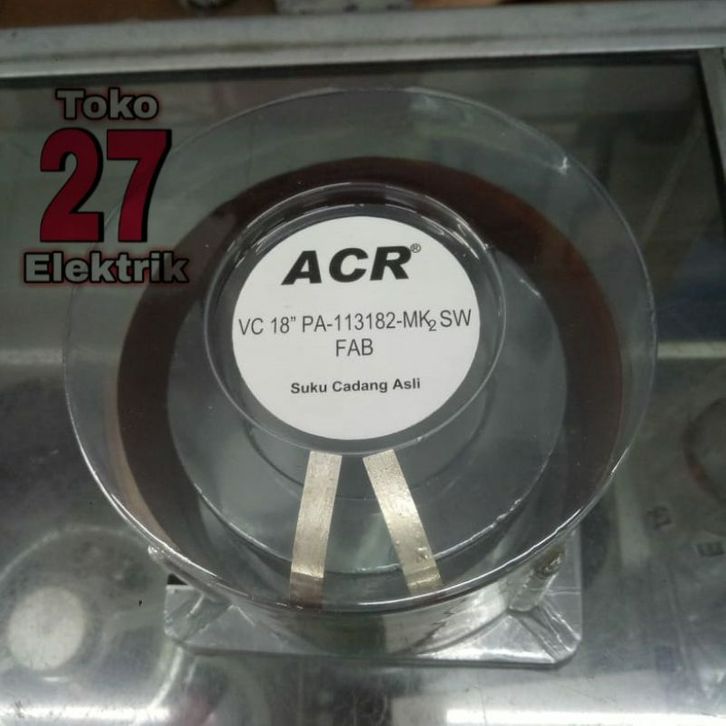 Toko
27
Elektrik
ACR®
VC 18" PA-113182-MK2 SW
FAB
Suku Cadang Asli